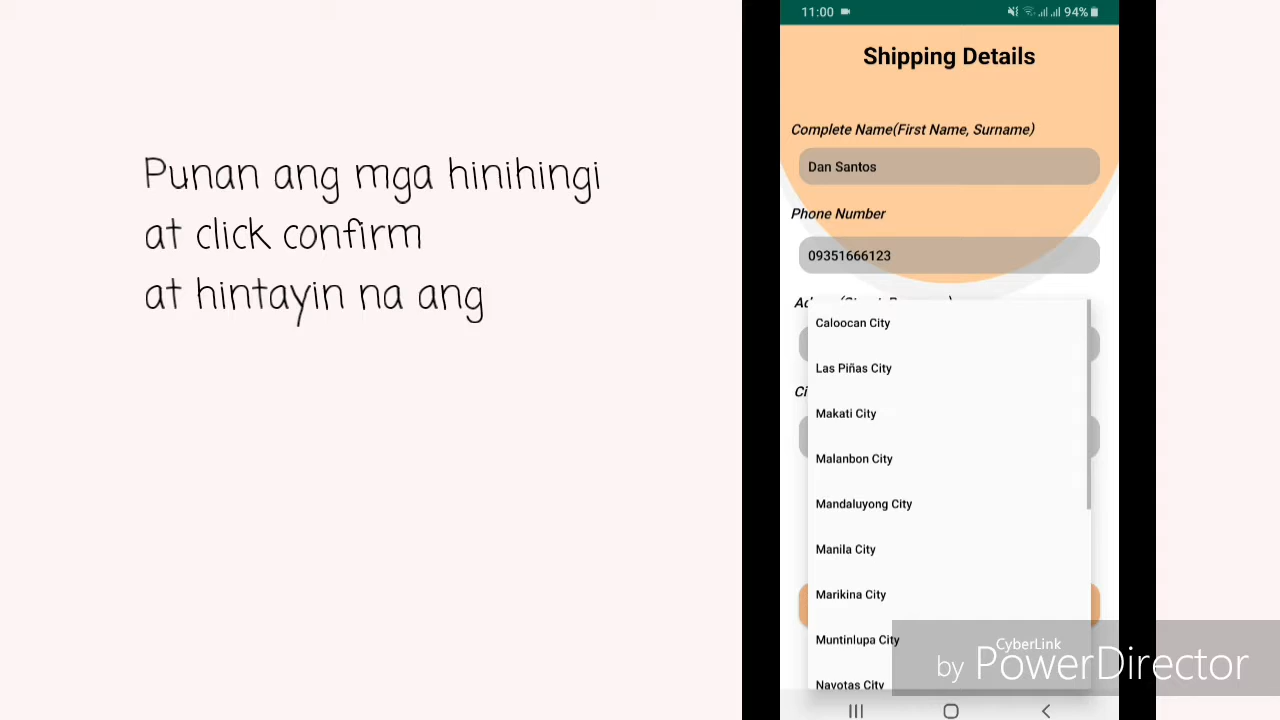 Punan ang mga hinihingi
at click confirm
at hintayin na ang
11:00
94%
Shipping Details
Complete Name(First Name, Surname)
Dan Santos
Phone Number
09351666123
Caloocan City
Las Piñas City
Makati City
Malanbon City
Mandaluyong City
Manila City
Marikina City
Muntinlupa City
Navotas City
CyberLink
by PowerDirector